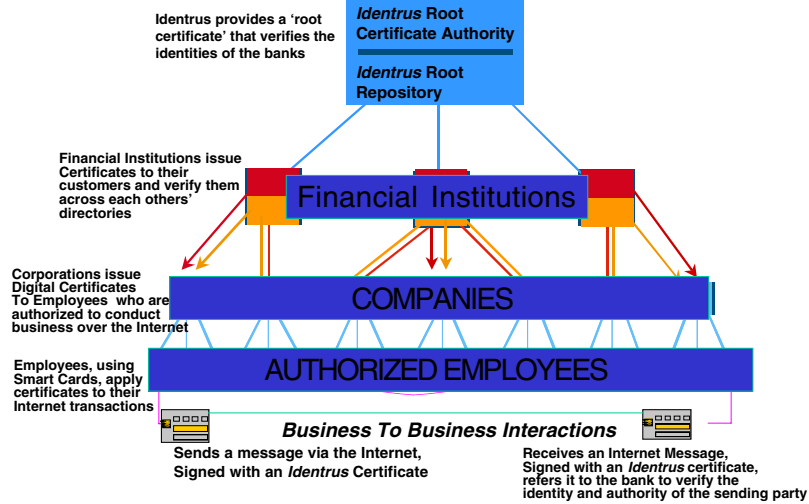 Identrus provides a ‘root
certificate’ that verifies the
identities of the banks
Identrus Root
Certificate Authority
Identrus Root
Repository
Financial Institutions issue
Certificates to their
customers and verify them
across each others’
directories
Financial Institutions
Corporations issue
Digital Certificates
To Employees who are
authorized to conduct
business over the Internet
COMPANIES
Employees, using
Smart Cards, apply
certificates to their
Internet transactions
AUTHORIZED EMPLOYEES
Business To Business Interactions
Sends a message via the Internet,
Signed with an Identrus Certificate
Receives an Internet Message,
Signed with an Identrus certificate,
refers it to the bank to verify the
identity and authority of the sending party